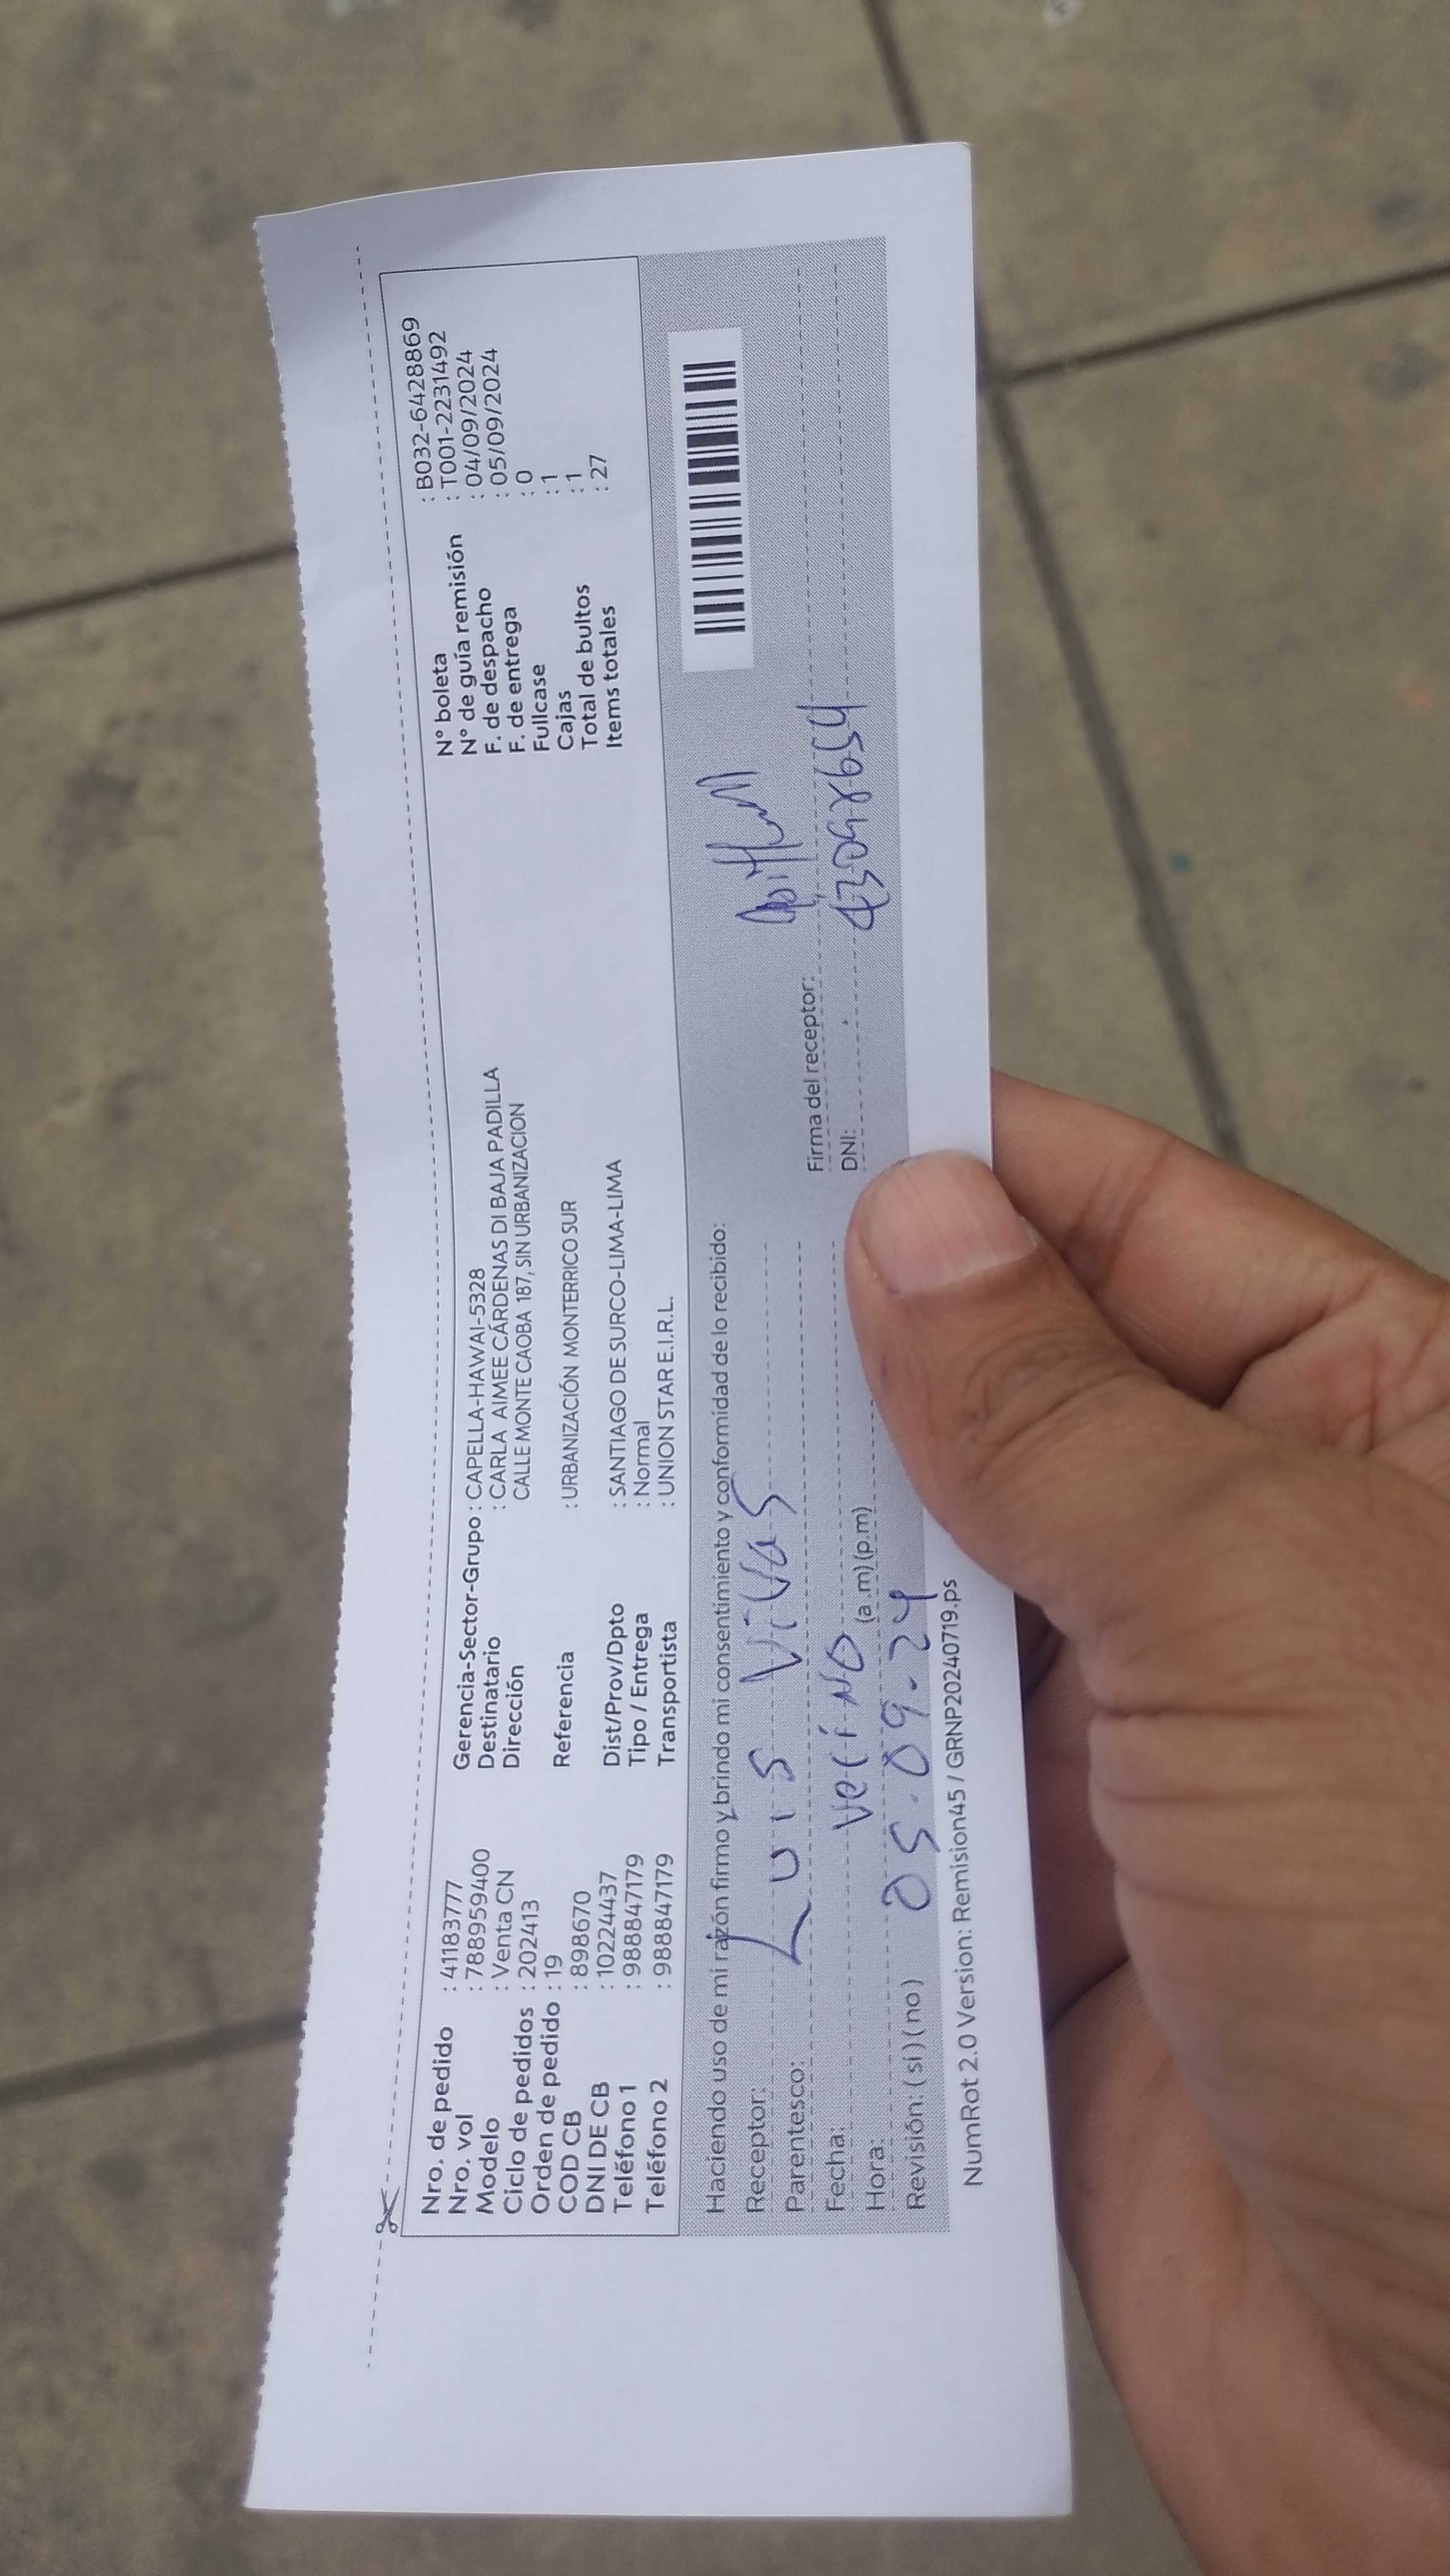 Nro. de pedido : 41183777
Nro. vol : 788959400
Modelo : Venta CN
Ciclo de pedidos : 202413
Orden de pedido : 19
COD CB : 898670
DNI DE CB : 10224437
Teléfono 1 : 988847179
Teléfono 2 : 988847179
Gerencia-Sector-Grupo : CAPELLA-HAWAI-5328
Destinatario : CARLA AIMEE CÁRDENAS DI BAJA PADILLA
Dirección CALLE MONTE CAOBA 187, SIN URBANIZACION
Referencia : URBANIZACIÓN MONTERRICO SUR
Dist/Prov/Dpto : SANTIAGO DE SURCO-LIMA-LIMA
Tipo / Entrega : Normal
Transportista : UNION STAR E.I.R.L.
N° boleta : B032-6428869
N° de guía remisión : T001-2231492
F. de despacho : 04/09/2024
F. de entrega : 05/09/2024
Fullcase : 0
Cajas : 1
Total de bultos : 1
Items totales : 27
Haciendo uso de mi razón firmo y brindo mi consentimiento y conformidad de lo recibido:
Receptor: Luis Vivas
Parentesco: vecino
Fecha: 05.09.24
Hora: (a.m) (p.m)
Revisión: (si) (no)
Firma del receptor:
DNI:
NumRot 2.0 Version: Remision45 / GRNP20240719.ps